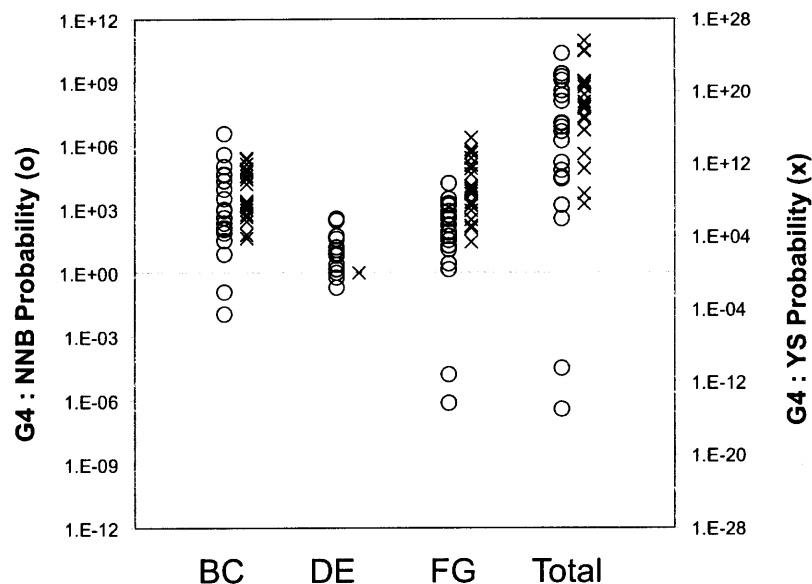 G4 : NNB Probability (o)
1.E+12
1.E+09
1.E+06
1.E+03
1.E+00
1.E-03
1.E-06
1.E-09
1.E-12
1.E+28
1.E+20
1.E+12
1.E+04
1.E-04
1.E-12
1.E-20
1.E-28
G4 : YS Probability (x)
BC DE FG Total